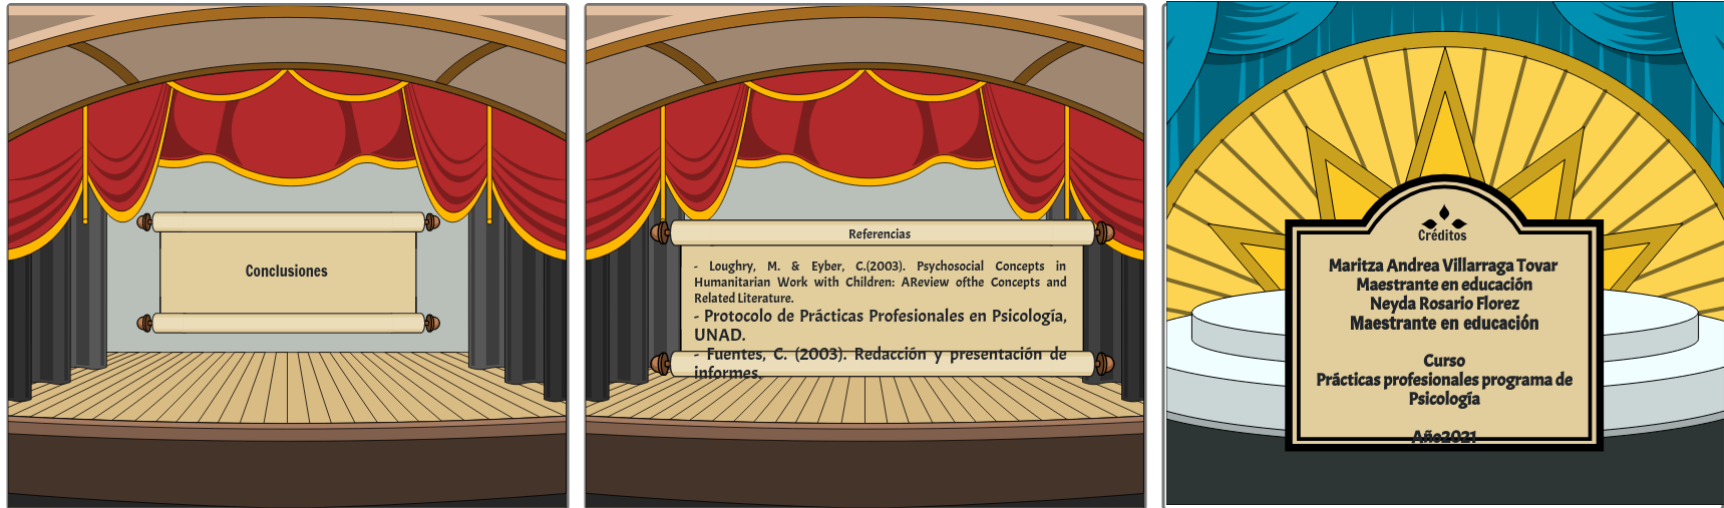 Conclusiones
Referencias
- Loughry, M. & Eyber, C.(2003). Psychosocial Concepts in
Humanitarian Work with Children: AReview ofthe Concepts and
Related Literature.
- Protocolo de Prácticas Profesionales en Psicología,
UNAD.
- Fuentes, C. (2003). Redacción y presentación de
informes.
Créditos
Maritza Andrea Villarraga Tovar
Maestrante en educación
Neyda Rosario Florez
Maestrante en educación
Curso
Prácticas profesionales programa de
Psicología
Año2021